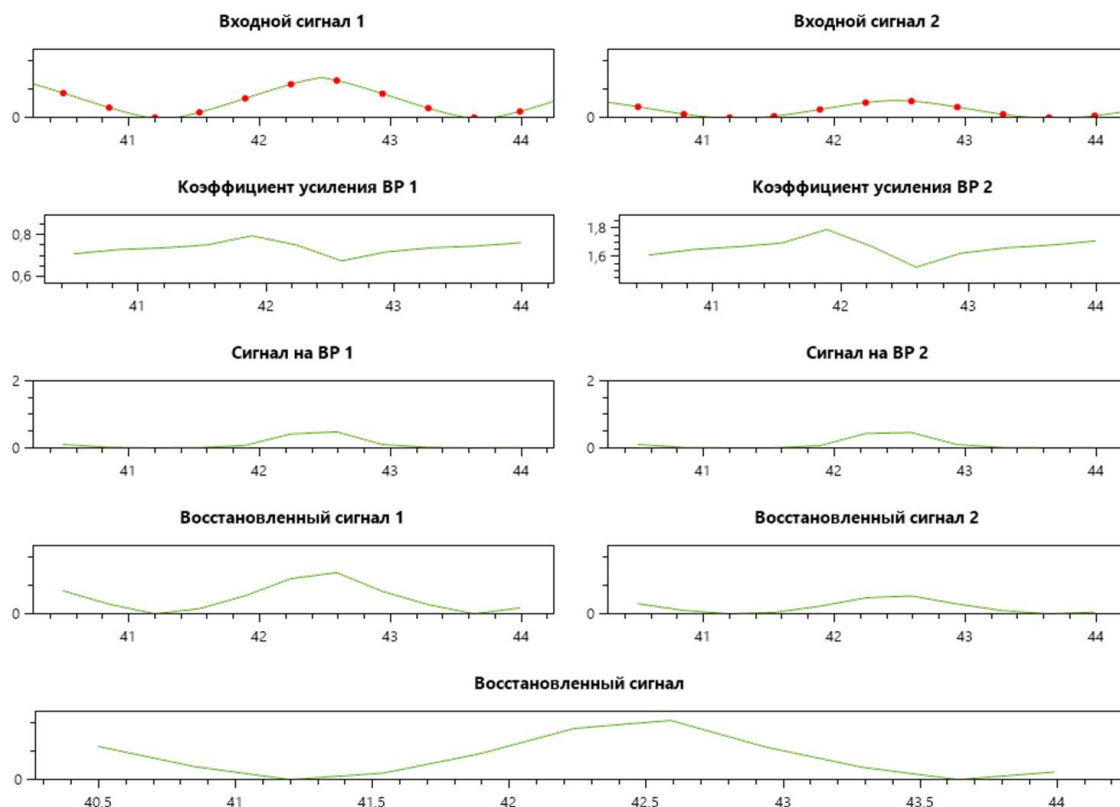 Входной сигнал 1
0
41 42 43 44
Входной сигнал 2
0
41 42 43 44
Коэффициент усиления ВР 1
0,8
0,6
41 42 43 44
Коэффициент усиления ВР 2
1,8
1,6
41 42 43 44
Сигнал на ВР 1
2
0
41 42 43 44
Сигнал на ВР 2
2
0
41 42 43 44
Восстановленный сигнал 1
0
41 42 43 44
Восстановленный сигнал 2
0
41 42 43 44
Восстановленный сигнал
0
40.5 41 41.5 42 42.5 43 43.5 44